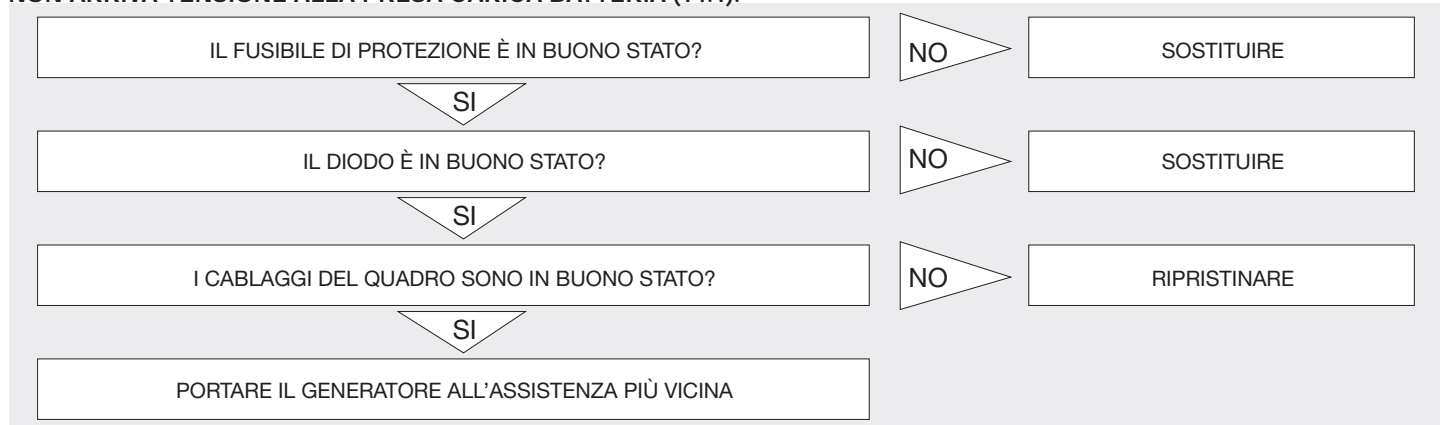 NON ARRIVA TENSIONE ALLA PRESA CARICA BATTERIA
IL FUSIBILE DI PROTEZIONE È IN BUONO STATO?
NO
SOSTITUIRE
SI
IL DIODO È IN BUONO STATO?
NO
SOSTITUIRE
SI
I CABLAGGI DEL QUADRO SONO IN BUONO STATO?
NO
RIPRISTINARE
SI
PORTARE IL GENERATORE ALL'ASSISTENZA PIÙ VICINA